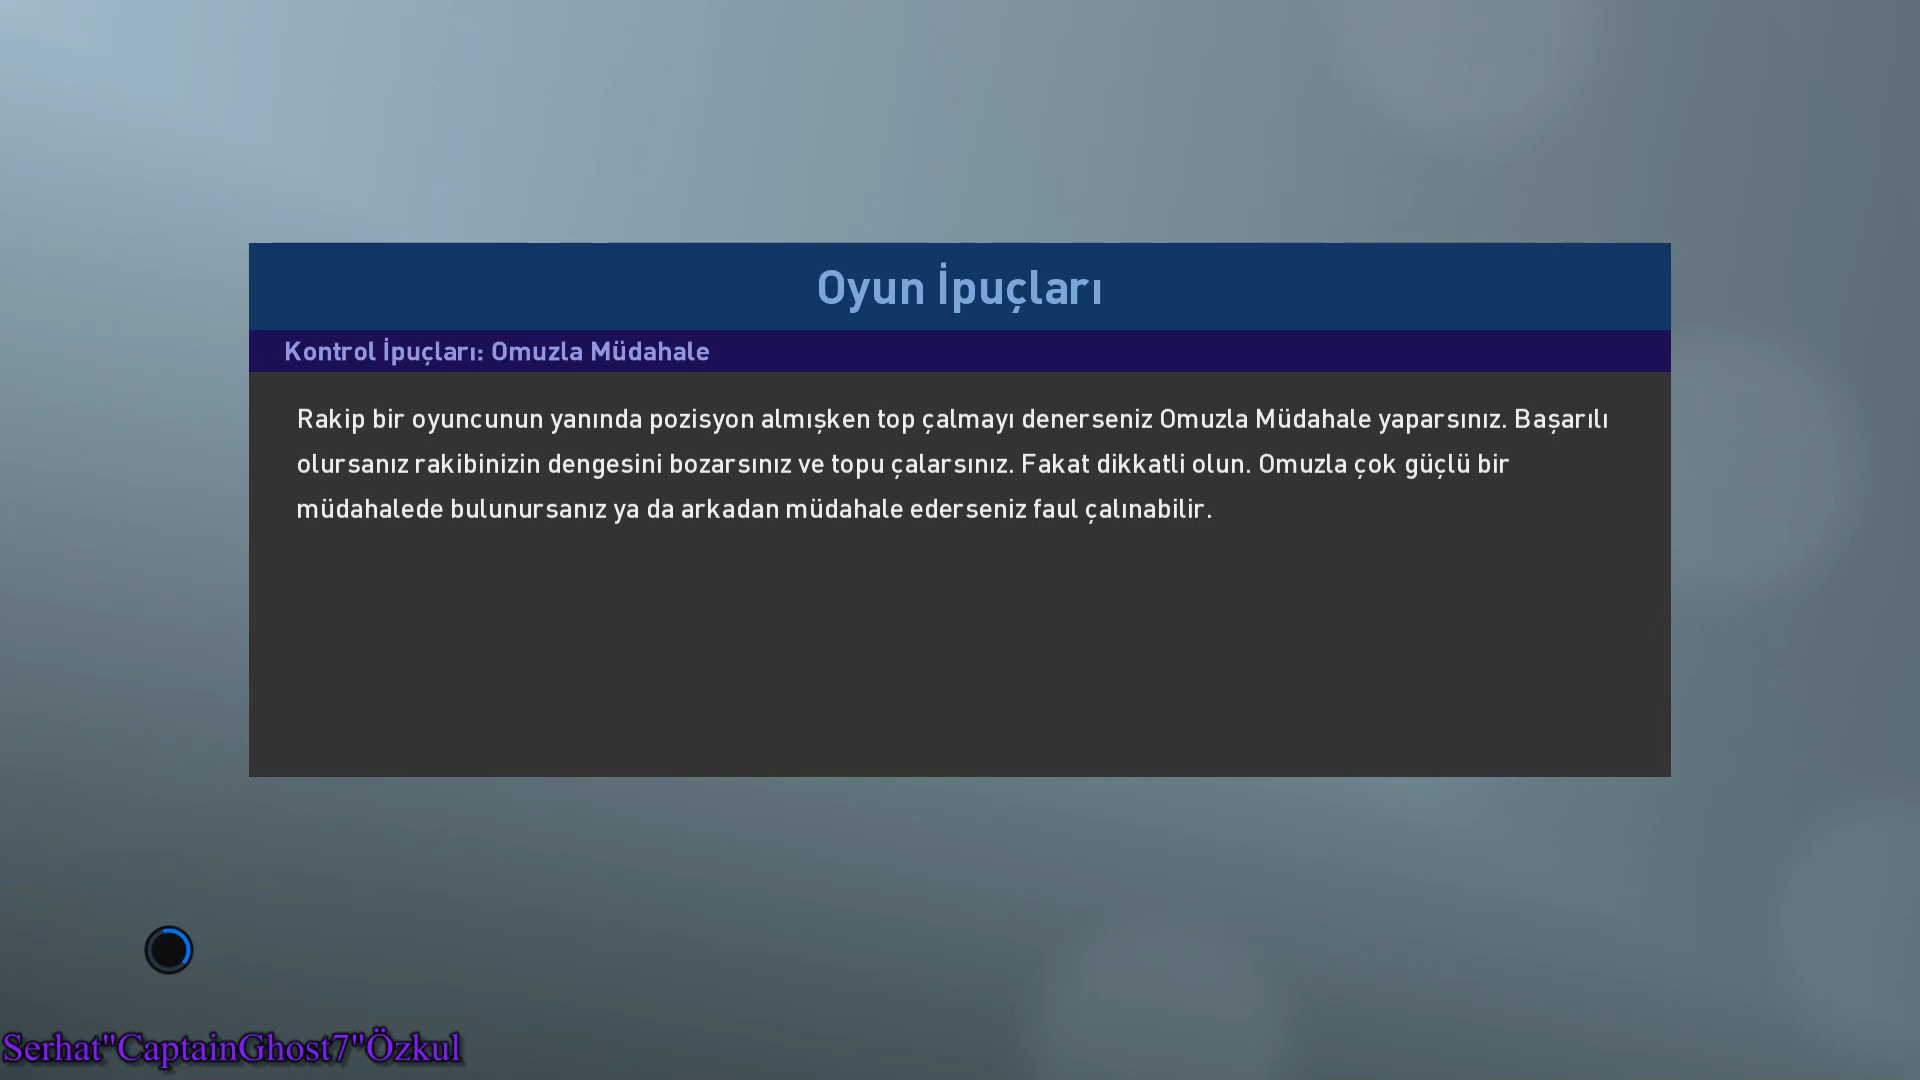 Oyun İpuçları
Kontrol İpuçları: Omuzla Müdahale
Rakip bir oyuncunun yanında pozisyon almışken top çalmayı denerseniz Omuzla Müdahale yaparsınız. Başarılı
olursanız rakibinizin dengesini bozarsınız ve topu çalarsınız. Fakat dikkatli olun. Omuzla çok güçlü bir
müdahalede bulunursanız ya da arkadan müdahale ederseniz faul çalınabilir.
Serhat"CaptainGhost7"Özkul